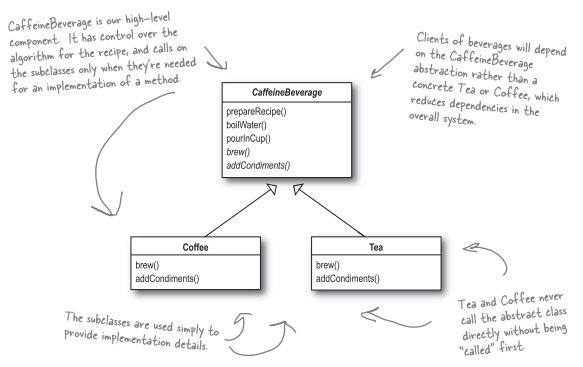 CaffeineBeverage is our high-level
component. It has control over the
algorithm for the recipe, and calls on
the subclasses only when they're needed
for an implementation of a method.
Clients of beverages will depend
on the CaffeineBeverage
abstraction rather than a
concrete Tea or Coffee, which
reduces dependencies in the
overall system.
CaffeineBeverage
prepareRecipe()
boilWater()
pourInCup()
brew()
addCondiments()
Coffee
brew()
addCondiments()
Tea
brew()
addCondiments()
The subclasses are used simply to
provide implementation details.
Tea and Coffee never
call the abstract class
directly without being
"called" first.